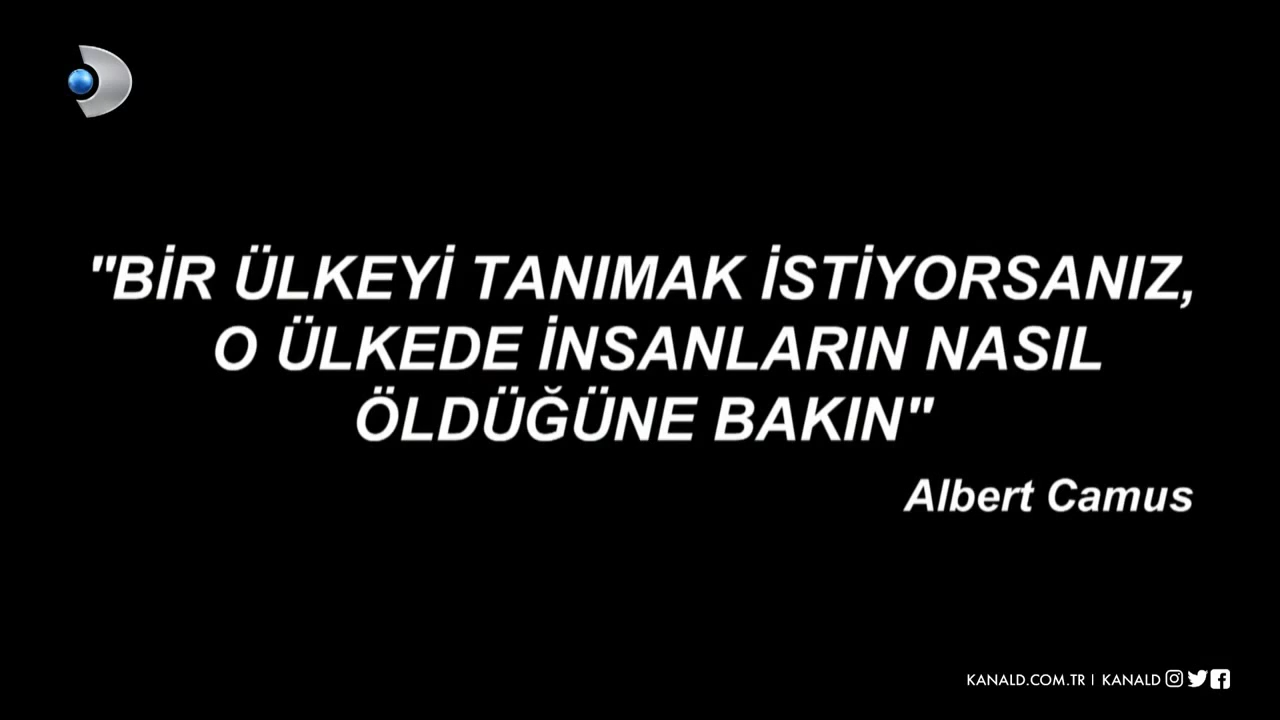 "BİR ÜLKEYİ TANIMAK İSTİYORSANIZ,
O ÜLKEDE İNSANLARIN NASIL
ÖLDÜĞÜNE BAKIN"
Albert Camus
KANALD.COM.TR | KANALD